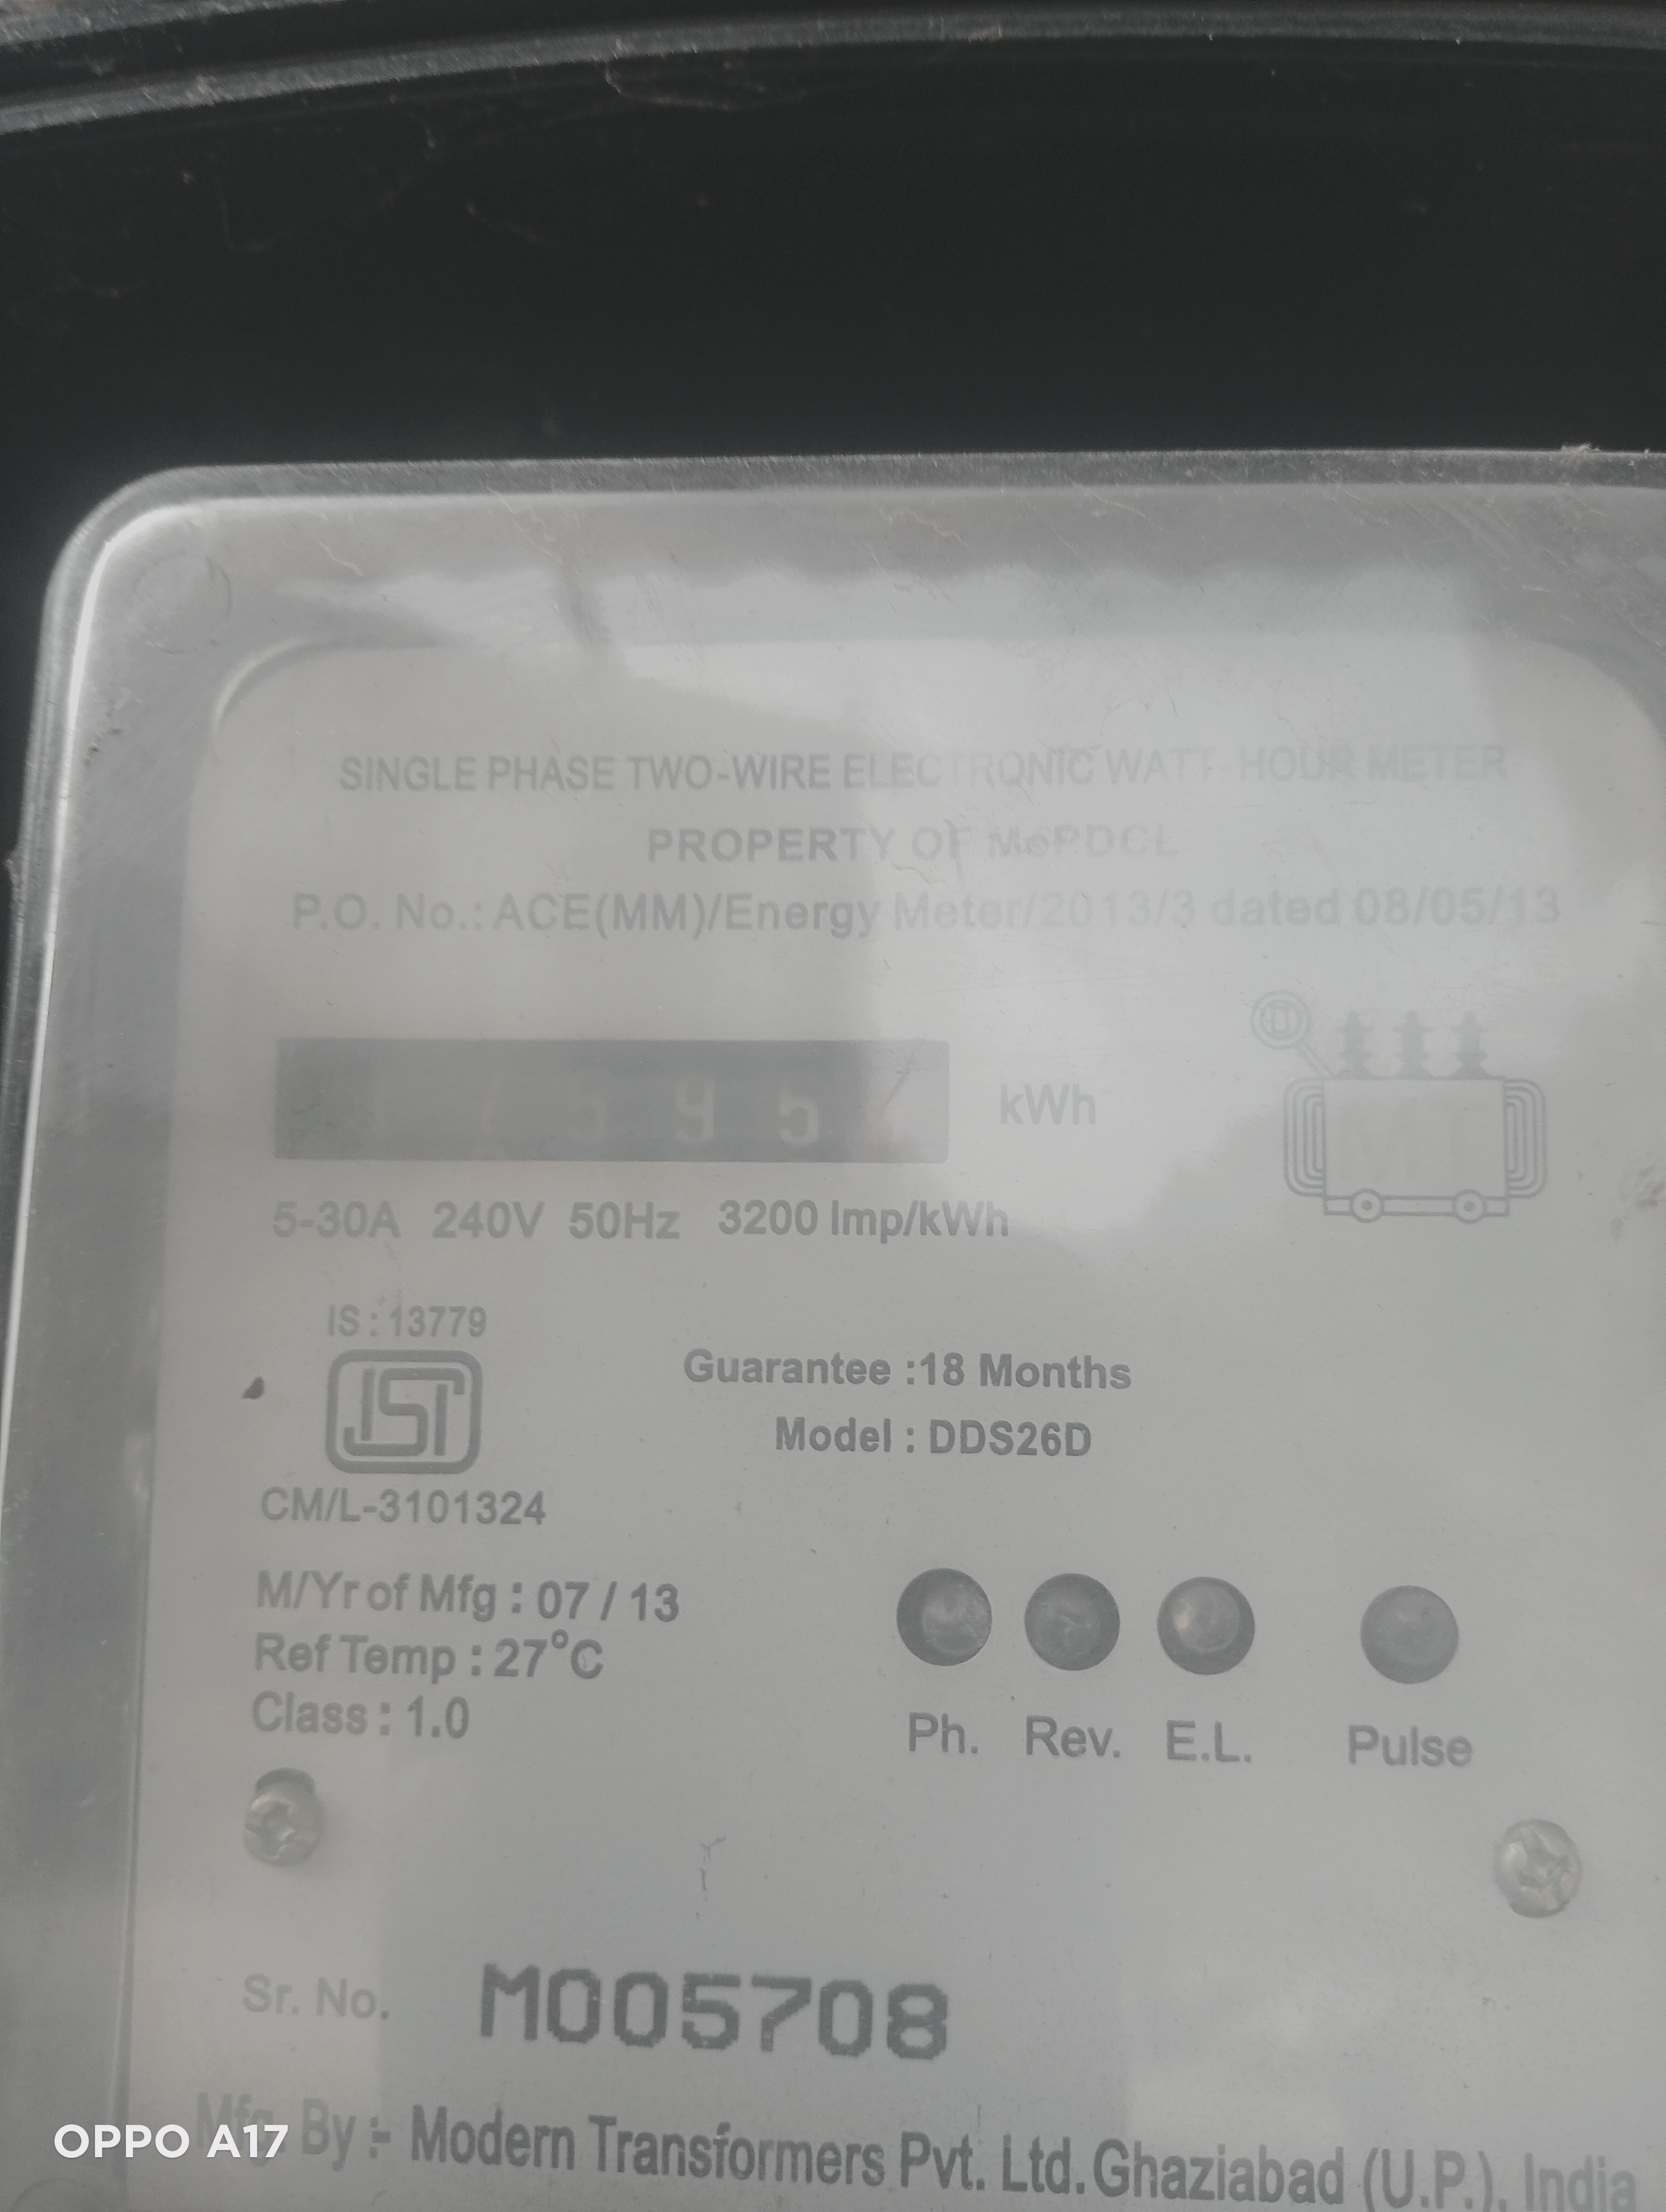 SINGLE PHASE TWO-WIRE ELECTRONIC WATT-HOUR METER
PROPERTY OF MePDCL
P.O. No.: ACE(MM)/Energy Meter/2013/3 dated 08/05/13
kWh
5-30A 240V 50Hz 3200 Imp/kWh
IS : 13779
ISI
CM/L-3101324
Guarantee :18 Months
Model : DDS26D
M/Yr of Mfg : 07 / 13
Ref Temp : 27°C
Class : 1.0
Ph. Rev. E.L. Pulse
Sr. No. M005708
Mfg By :- Modern Transformers Pvt. Ltd. Ghaziabad (U.P.), India
OPPO A17